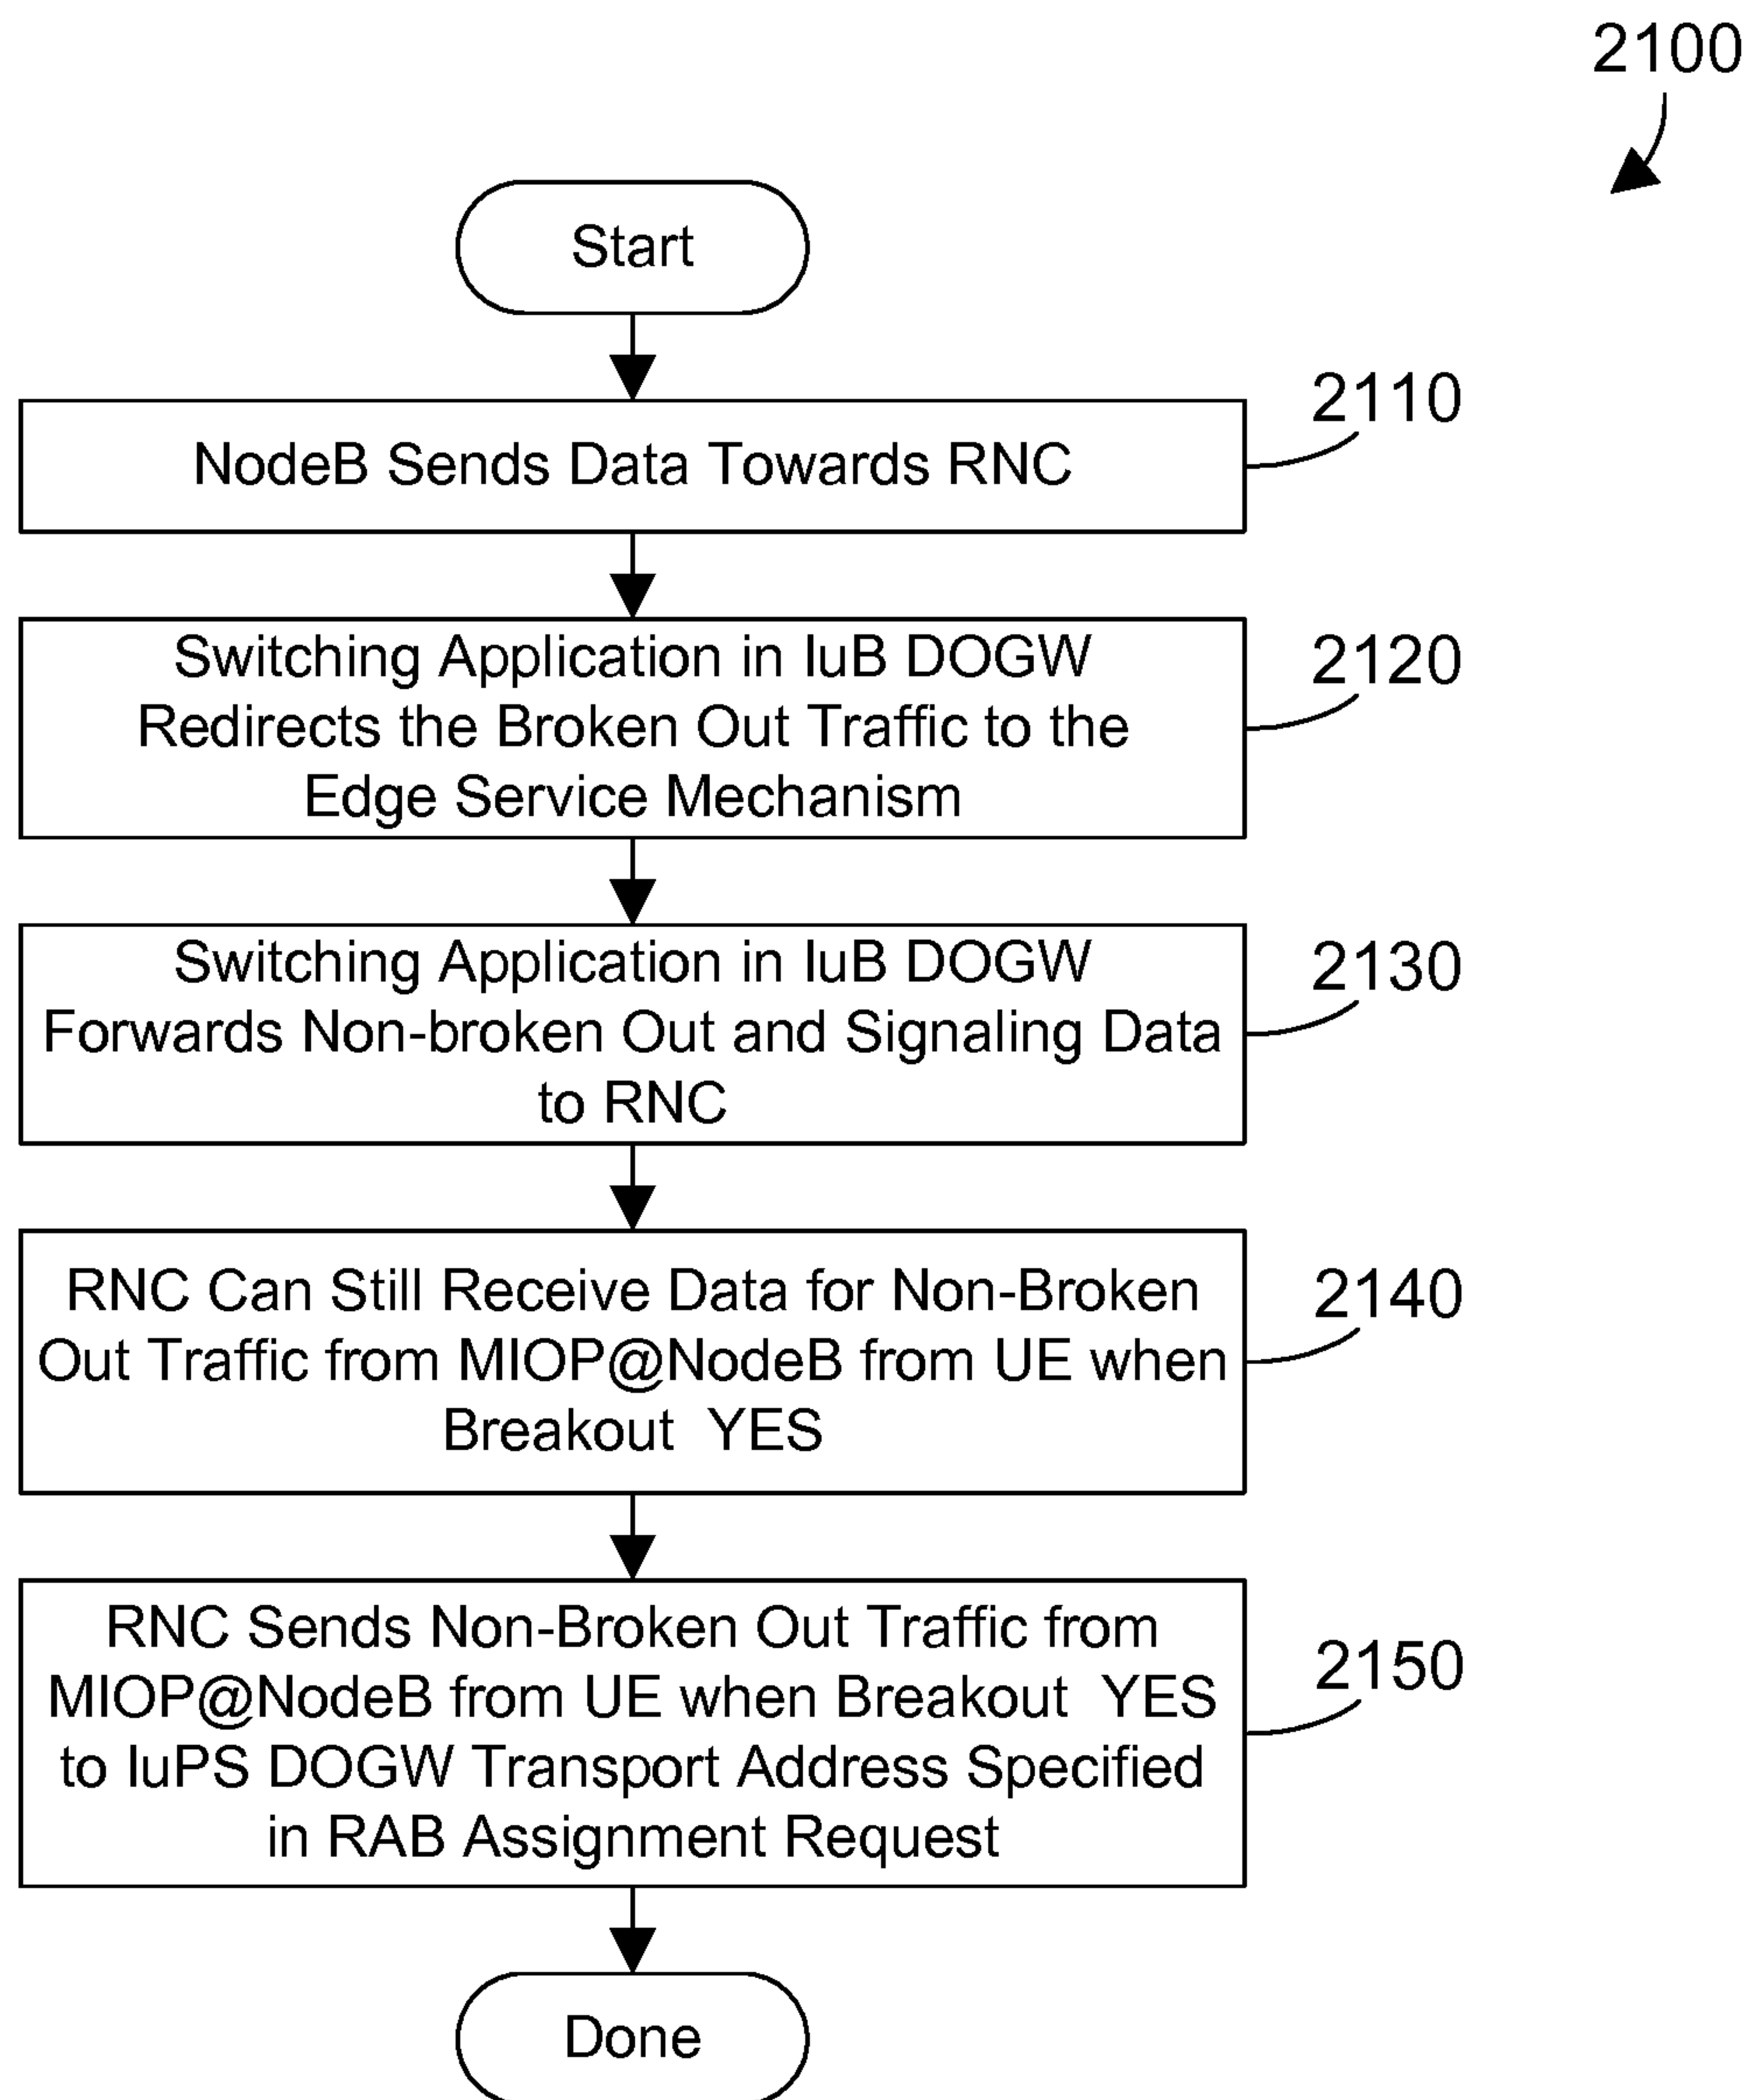 2100
Start
NodeB Sends Data Towards RNC
2110
Switching Application in IuB DOGW
Redirects the Broken Out Traffic to the
Edge Service Mechanism
2120
Switching Application in IuB DOGW
Forwards Non-broken Out and Signaling Data
to RNC
2130
RNC Can Still Receive Data for Non-Broken
Out Traffic from MIOP@NodeB from UE when
Breakout YES
2140
RNC Sends Non-Broken Out Traffic from
MIOP@NodeB from UE when Breakout YES
to IuPS DOGW Transport Address Specified
in RAB Assignment Request
2150
Done